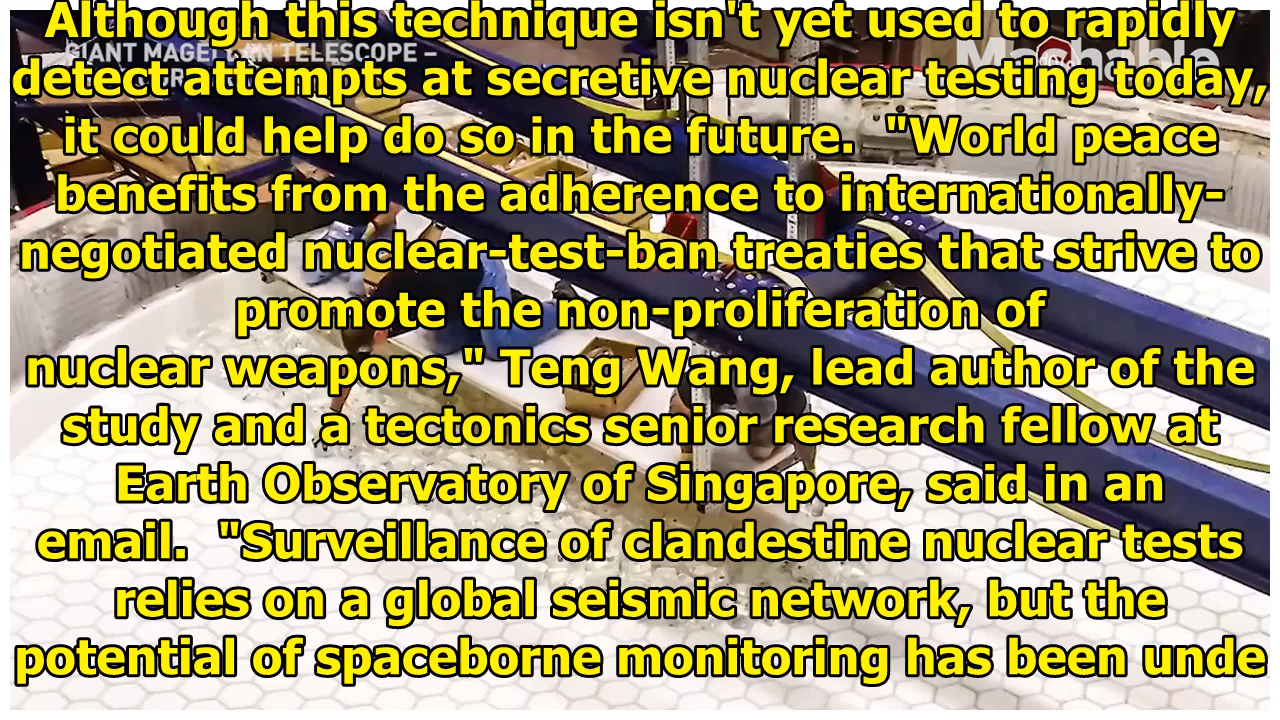 Although this technique isn't yet used to rapidly
GIANT MAGELLAN TELESCOPE –
Mashable
detect attempts at secretive nuclear testing today,
it could help do so in the future.  "World peace
benefits from the adherence to internationally-
negotiated nuclear-test-ban treaties that strive to
promote the non-proliferation of
nuclear weapons," Teng Wang, lead author of the
study and a tectonics senior research fellow at
Earth Observatory of Singapore, said in an
email.  "Surveillance of clandestine nuclear tests
relies on a global seismic network, but the
potential of spaceborne monitoring has been unde